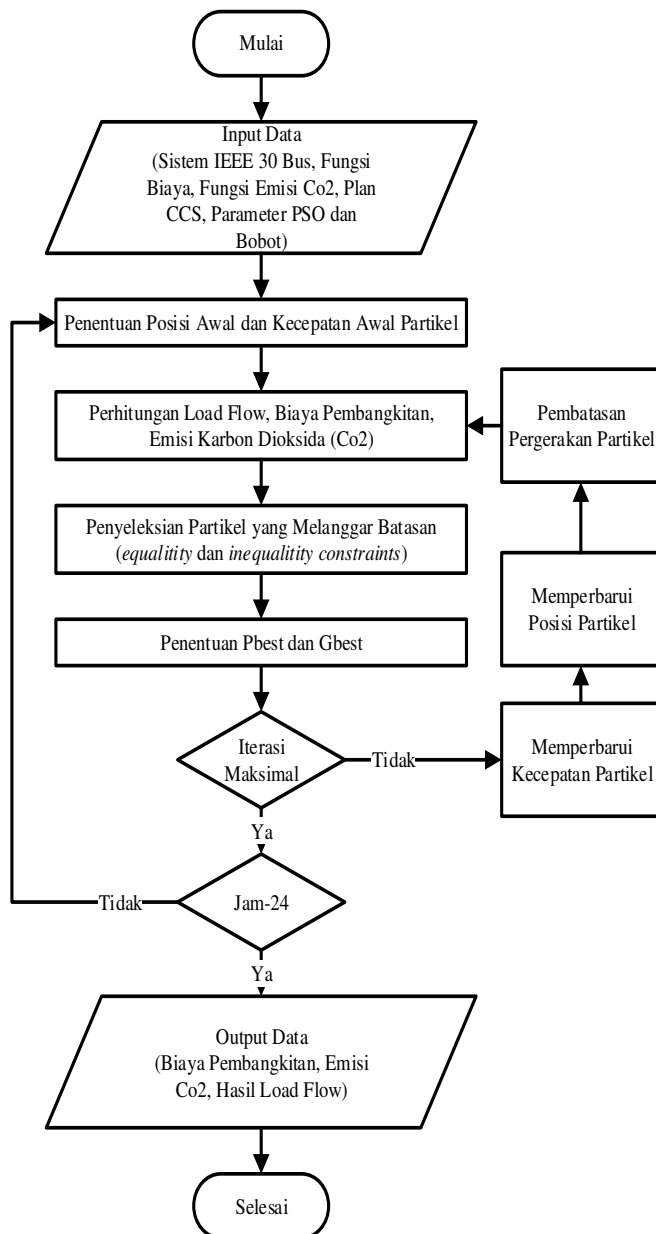 Mulai
Input Data
(Sistem IEEE 30 Bus, Fungsi
Biaya, Fungsi Emisi Co2, Plan
CCS, Parameter PSO dan
Bobot)
Penentuan Posisi Awal dan Kecepatan Awal Partikel
Perhitungan Load Flow, Biaya Pembangkitan,
Emisi Karbon Dioksida (Co2)
Pembatasan
Pergerakan Partikel
Penyeleksian Partikel yang Melanggar Batasan
(equalitity dan inequalitity constraints)
Memperbarui
Posisi Partikel
Penentuan Pbest dan Gbest
Iterasi
Maksimal
Tidak
Memperbarui
Kecepatan Partikel
Ya
Tidak
Jam-24
Ya
Output Data
(Biaya Pembangkitan, Emisi
Co2, Hasil Load Flow)
Selesai